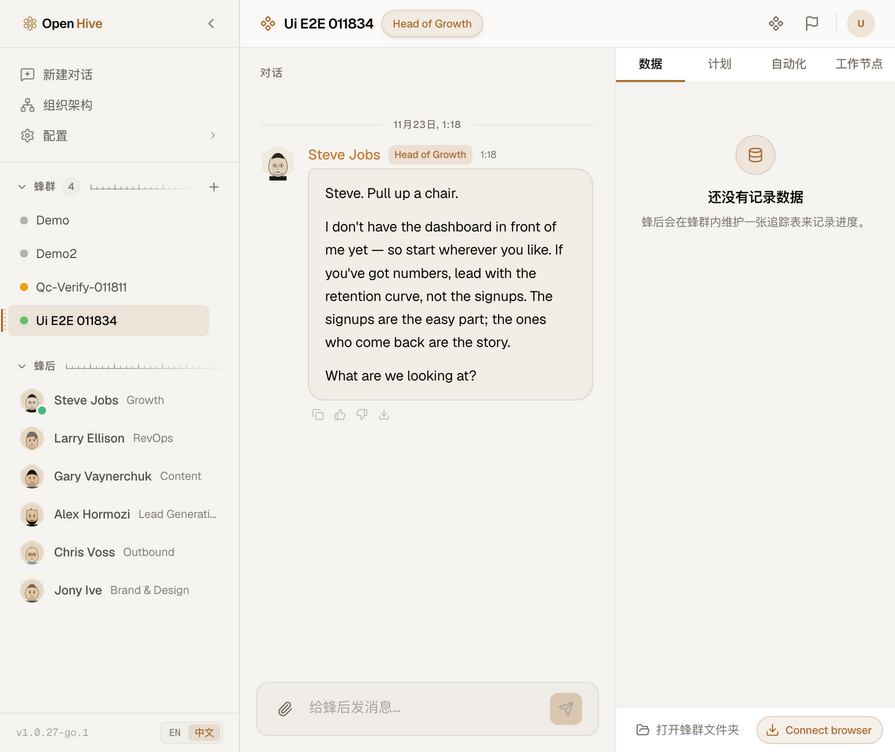 OpenHive
新建对话
组织架构
配置
蜂群 4
Demo
Demo2
Qc-Verify-011811
Ui E2E 011834
蜂后
Steve Jobs Growth
Larry Ellison RevOps
Gary Vaynerchuk Content
Alex Hormozi Lead Generati...
Chris Voss Outbound
Jony Ive Brand & Design
v1.0.27-go.1
EN 中文
Ui E2E 011834 Head of Growth
U
对话
11月23日, 1:18
Steve Jobs Head of Growth 1:18
Steve. Pull up a chair.
I don't have the dashboard in front of
me yet — so start wherever you like. If
you've got numbers, lead with the
retention curve, not the signups. The
signups are the easy part; the ones
who come back are the story.
What are we looking at?
给蜂后发消息...
数据 计划 自动化 工作节点
还没有记录数据
蜂后会在蜂群内维护一张追踪表来记录进度。
打开蜂群文件夹
Connect browser